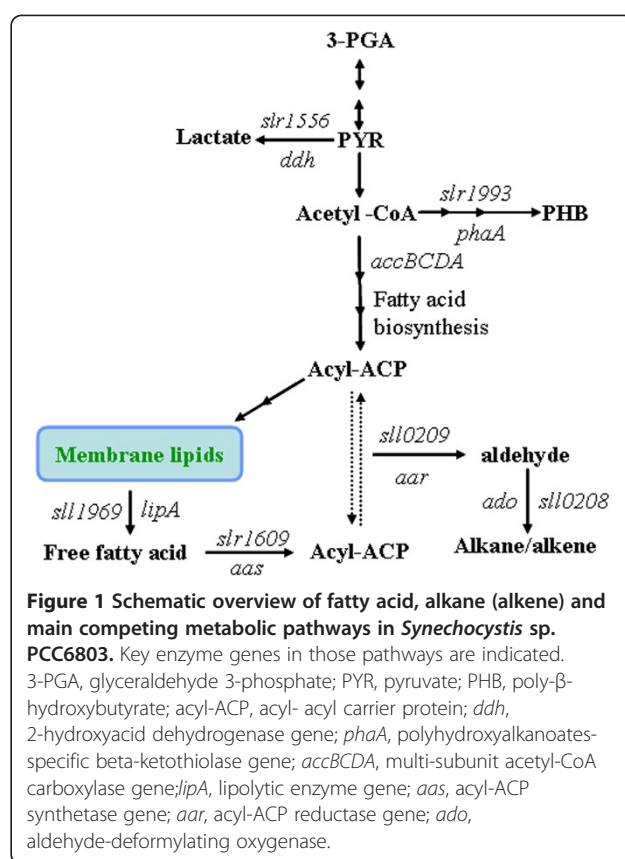 3-PGA
slr1556
Lactate PYR
ddh
slr1993
Acetyl -CoA PHB
phaA
accBCDA
Fatty acid
biosynthesis
Acyl-ACP
sll0209
Membrane lipids aldehyde
aar
sll1969 lipA ado sll0208
slr1609
Free fatty acid Acyl-ACP Alkane/alkene
aas
Figure 1 Schematic overview of fatty acid, alkane (alkene) and
main competing metabolic pathways in Synechocystis sp.
PCC6803. Key enzyme genes in those pathways are indicated.
3-PGA, glyceraldehyde 3-phosphate; PYR, pyruvate; PHB, poly-β-
hydroxybutyrate; acyl-ACP, acyl- acyl carrier protein; ddh,
2-hydroxyacid dehydrogenase gene; phaA, polyhydroxyalkanoates-
specific beta-ketothiolase gene; accBCDA, multi-subunit acetyl-CoA
carboxylase gene;lipA, lipolytic enzyme gene; aas, acyl-ACP
synthetase gene; aar, acyl-ACP reductase gene; ado,
aldehyde-deformylating oxygenase.